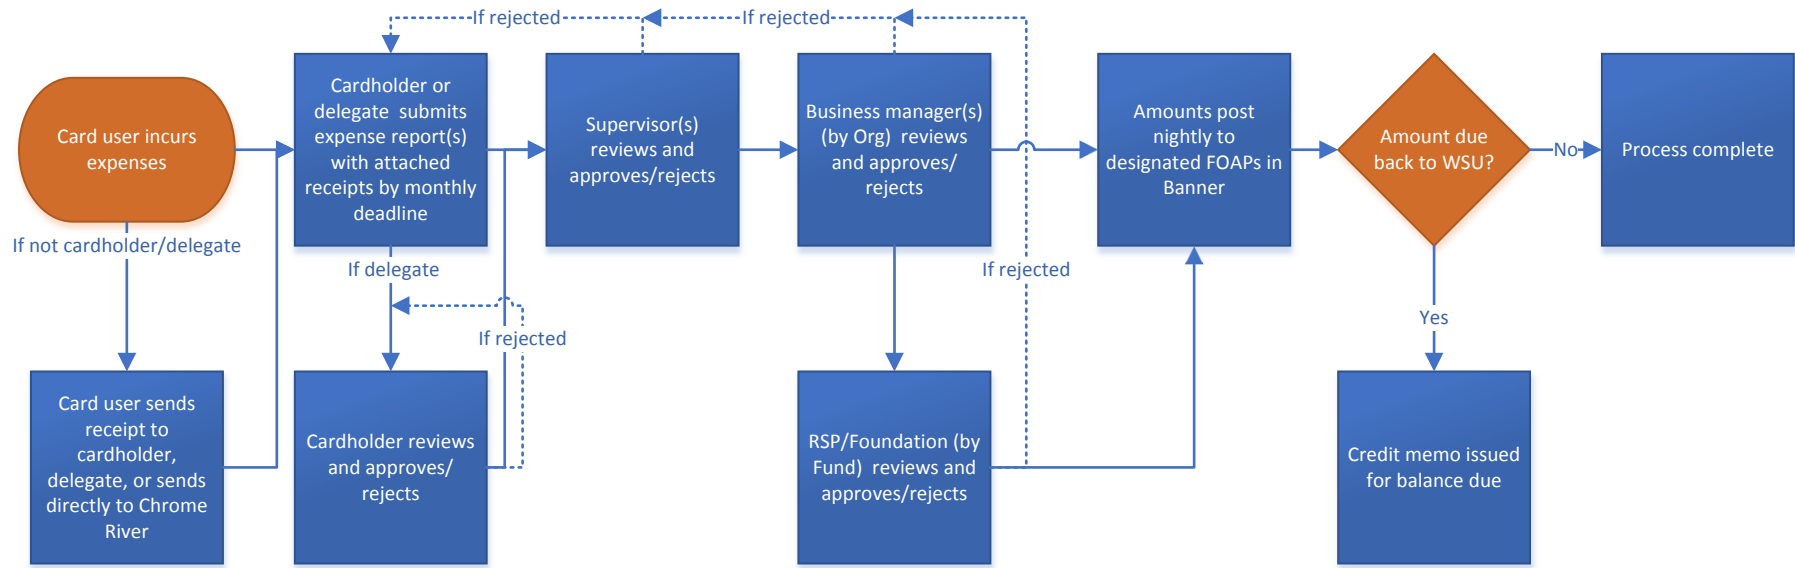 If rejected
If rejected
Card user incurs
expenses
Cardholder or
delegate submits
expense report(s)
with attached
receipts by monthly
deadline
Supervisor(s)
reviews and
approves/rejects
Business manager(s)
(by Org) reviews
and approves/
rejects
Amounts post
nightly to
designated FOAPs in
Banner
Amount due
back to WSU?
No
Process complete
If not cardholder/delegate
If delegate
If rejected
If rejected
Yes
Card user sends
receipt to
cardholder,
delegate, or sends
directly to Chrome
River
Cardholder reviews
and approves/
rejects
RSP/Foundation (by
Fund) reviews and
approves/rejects
Credit memo issued
for balance due